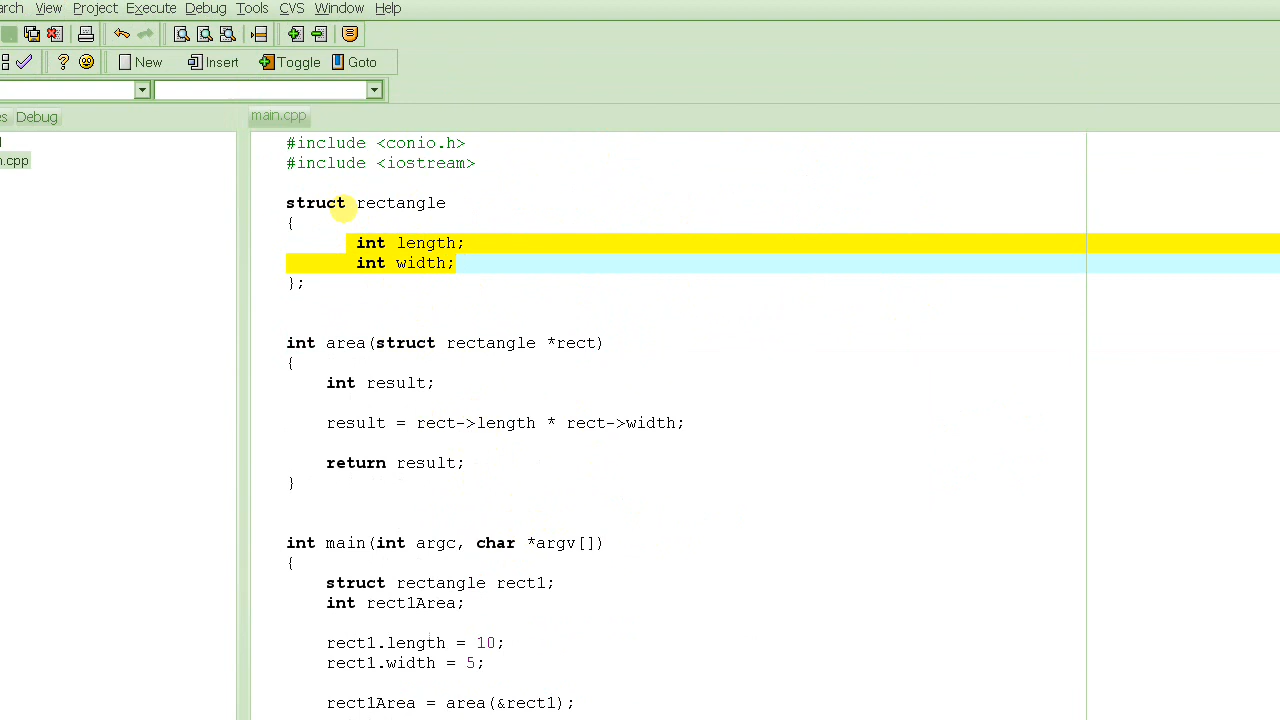 View Project Execute Debug Tools CVS Window Help
New Insert Toggle Goto
Debug main.cpp
#include <conio.h>
#include <iostream>
struct rectangle
{
int length;
int width;
};
int area(struct rectangle *rect)
{
int result;
result = rect->length * rect->width;
return result;
}
int main(int argc, char *argv[])
{
struct rectangle rect1;
int rect1Area;
rect1.length = 10;
rect1.width = 5;
rect1Area = area(&rect1);